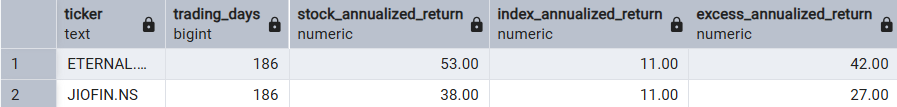 ticker trading_days stock_annualized_return index_annualized_return excess_annualized_return
text bigint numeric numeric numeric
1 ETERNAL.... 186 53.00 11.00 42.00
2 JIOFIN.NS 186 38.00 11.00 27.00